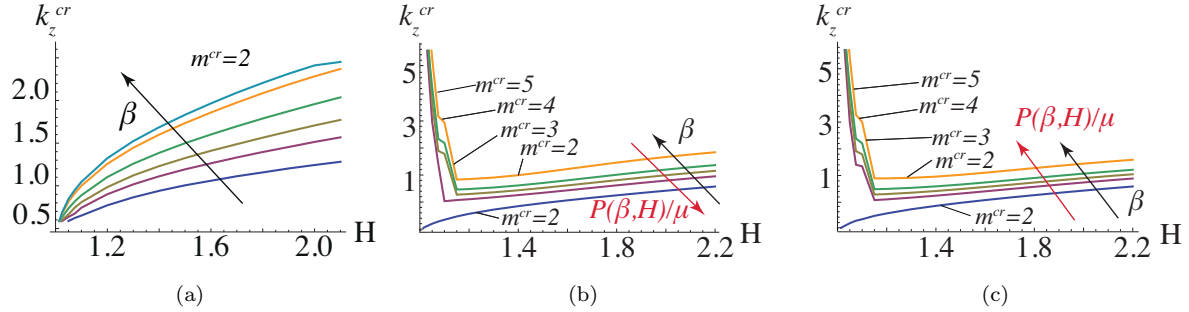 k_z^cr
2.0
1.5
1.0
0.5
m^cr=2
β
1.2
1.6
2.0
H
(a)
k_z^cr
5
3
1
m^cr=5
m^cr=4
m^cr=3
m^cr=2
β
P(β,H)/μ
m^cr=2
1.4
1.8
2.2
H
(b)
k_z^cr
5
3
1
m^cr=5
m^cr=4
m^cr=3
m^cr=2
P(β,H)/μ
β
m^cr=2
1.4
1.8
2.2
H
(c)